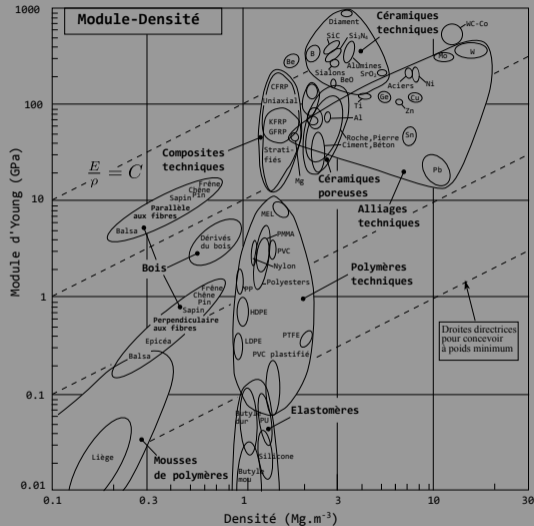 Module-Densité
Module d'Young (GPa)
1000
100
10
1
0.1
0.01
Diamant
Céramiques
techniques
WC-Co
W
Mo
SiC
Si₃N₄
B
Be
Alumines
Sialons
BeO
SrO₂
Aciers
Ni
CFRP
Uniaxial
Ti
Ge
Cu
Zn
Al
KFRP
GFRP
Sn
Roche,Pierre
Ciment,Béton
Strati-
fiés
Composites
techniques
Mg
Pb
E/ρ = C
Céramiques
poreuses
Alliages
techniques
Frêne
Chêne
Pin
Sapin
Parallèle
aux fibres
Balsa
MEL
Dérivés
du bois
PMMA
PVC
Bois
Nylon
Polymères
techniques
Polyesters
PP
Frêne
Chêne
Pin
Sapin
Perpendiculaire
aux fibres
HDPE
Epicéa
LDPE
PTFE
Balsa
PVC plastifié
Droites directrices
pour concevoir
à poids minimum
Butyle
dur
PU
Elastomères
Liège
Mousses
de polymères
Silicone
Butyle
mou
0.1
0.3
1
3
10
30
Densité (Mg.m⁻³)